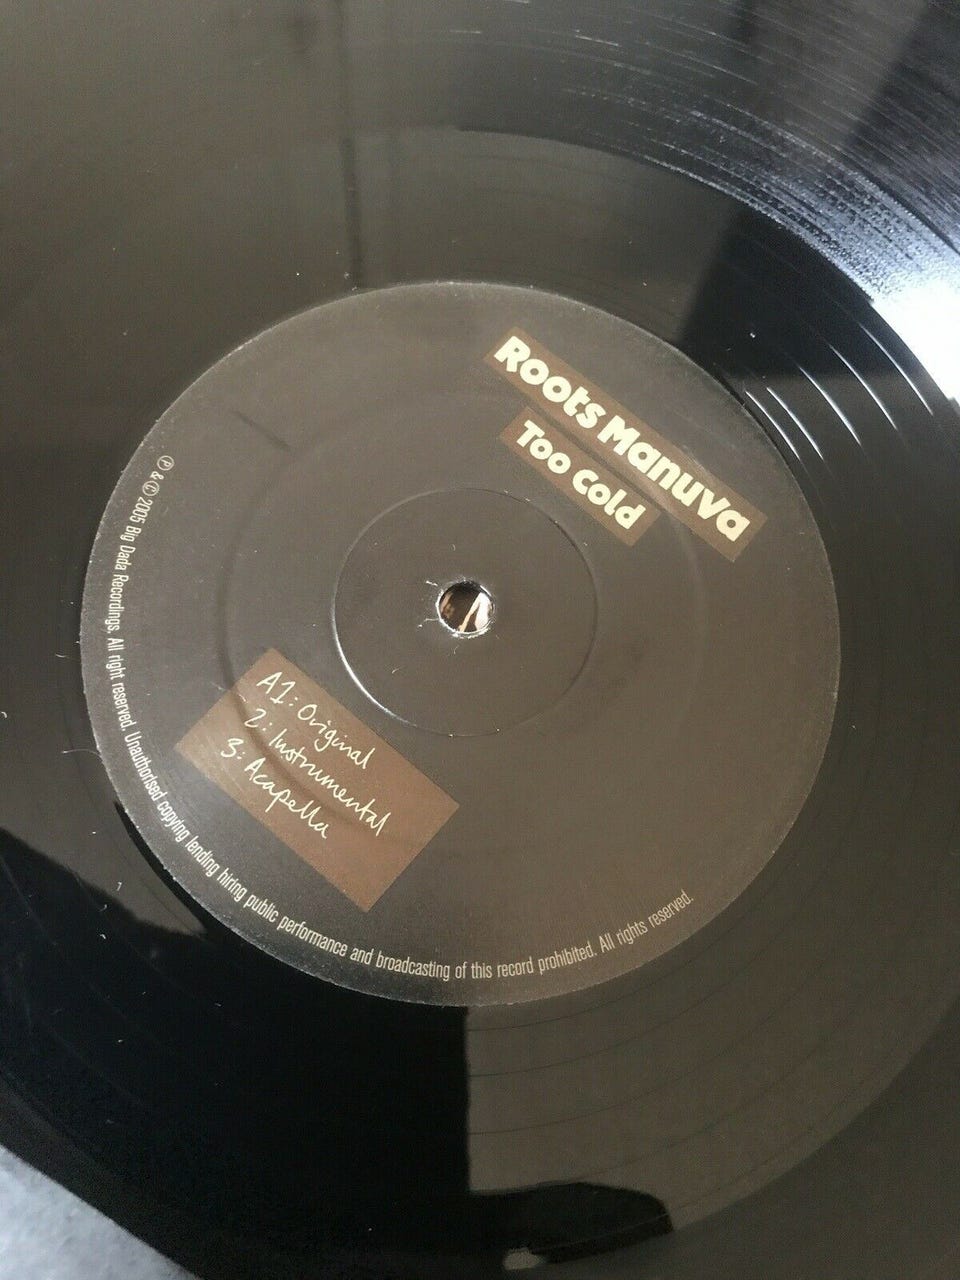 Roots Manuva
Too Cold
A1: Original
2: Instrumental
3: Acapella
℗ & © 2005 Big Dada Recordings. All right reserved. Unauthorised copying lending hiring public performance and broadcasting of this record prohibited. All rights reserved.